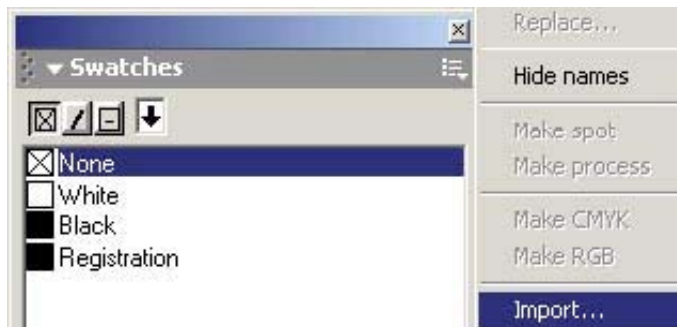 Swatches
None
White
Black
Registration
Replace...
Hide names
Make spot
Make process
Make CMYK
Make RGB
Import...